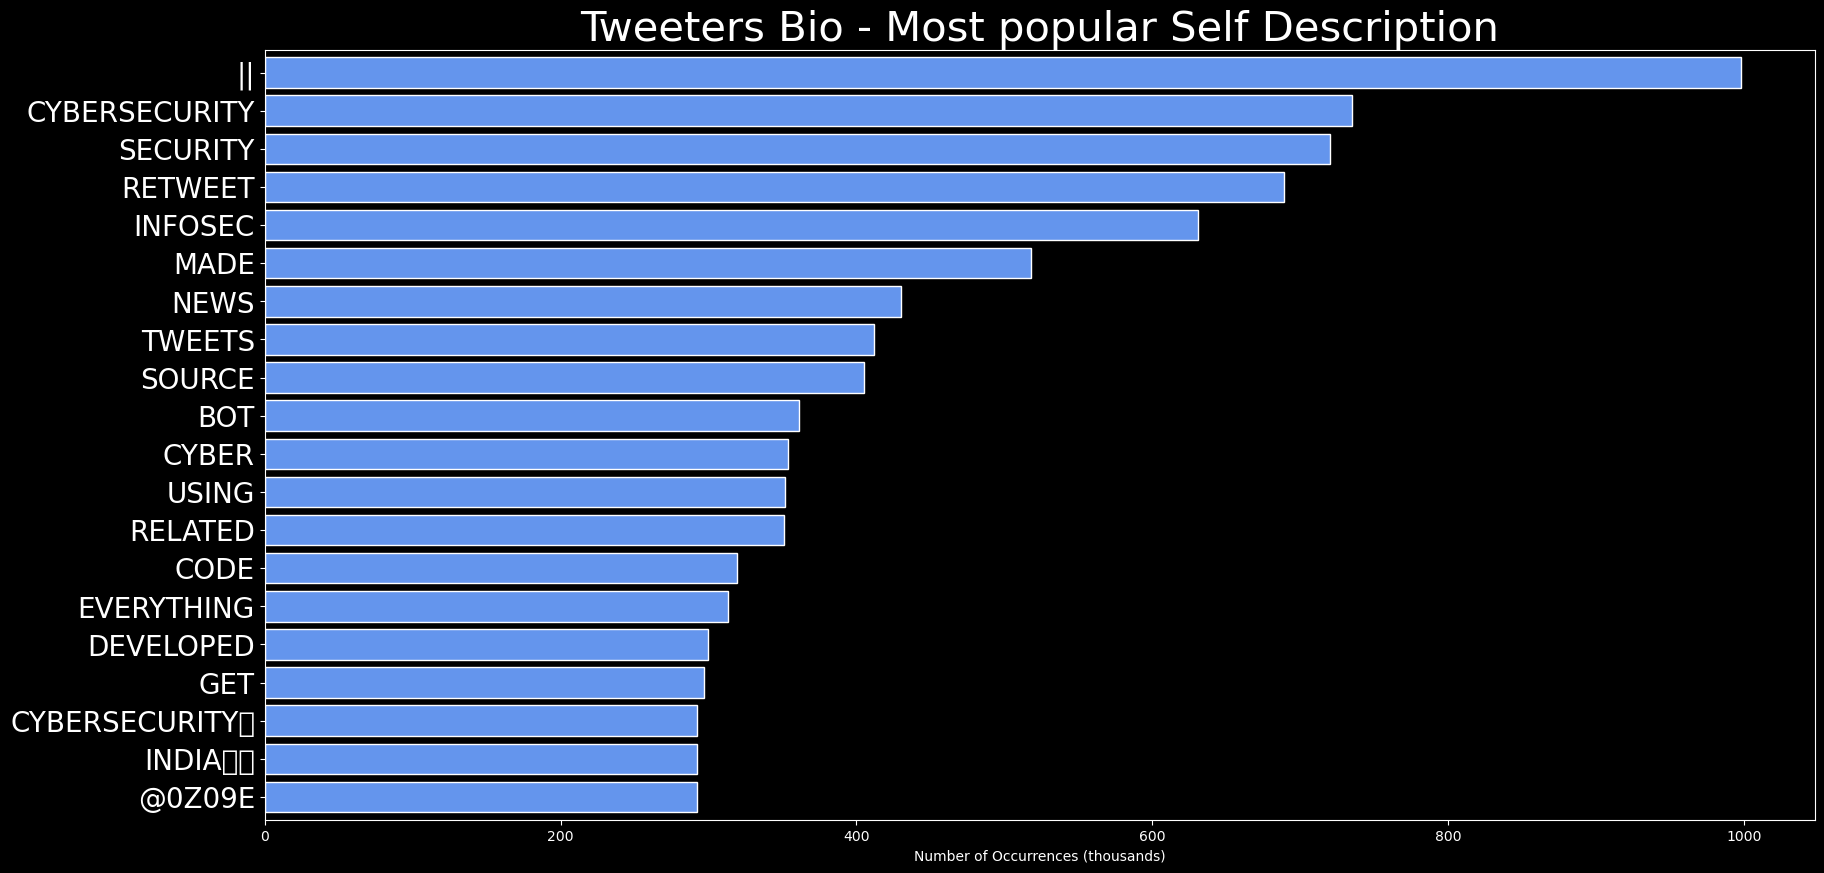 Tweeters Bio - Most popular Self Description
||
CYBERSECURITY
SECURITY
RETWEET
INFOSEC
MADE
NEWS
TWEETS
SOURCE
BOT
CYBER
USING
RELATED
CODE
EVERYTHING
DEVELOPED
GET
CYBERSECURITY▯
INDIA▯▯
@0Z09E
0 200 400 600 800 1000
Number of Occurrences (thousands)